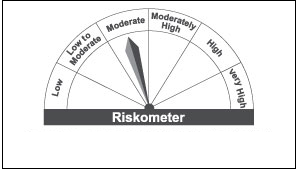 Low
Low to
Moderate
Moderate
Moderately
High
High
very High
Riskometer